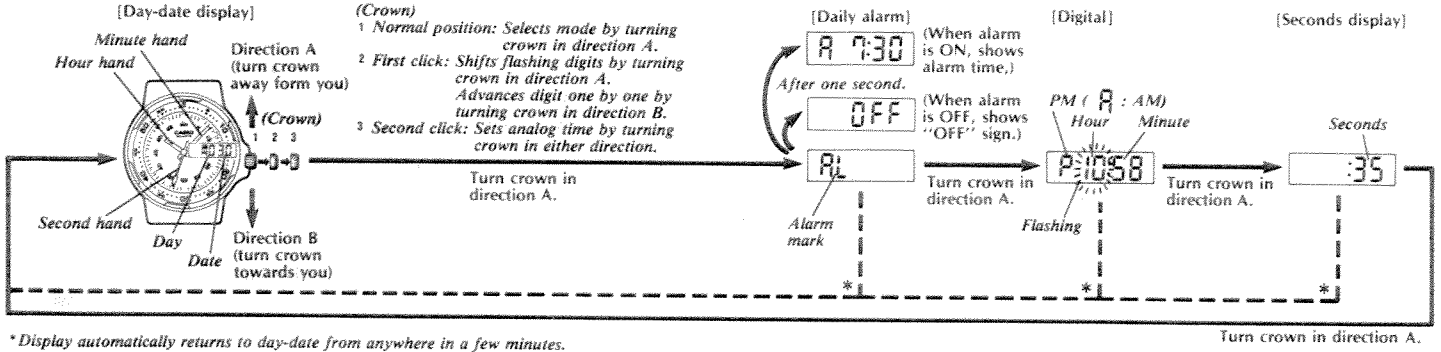 [Day-date display]
Minute hand
Hour hand
Direction A
(turn crown
away form you)
(Crown)
1 2 3
CASIO
Second hand
Day
Date
Direction B
(turn crown
towards you)
(Crown)
1 Normal position: Selects mode by turning
crown in direction A.
2 First click: Shifts flashing digits by turning
crown in direction A.
Advances digit one by one by
turning crown in direction B.
3 Second click: Sets analog time by turning
crown in either direction.
Turn crown in
direction A.
[Daily alarm]
A 7:30
(When alarm
is ON, shows
alarm time,)
After one second.
OFF
(When alarm
is OFF, shows
"OFF" sign.)
AL
Alarm
mark
Turn crown in
direction A.
[Digital]
PM ( A : AM)
Hour
Minute
P 10:58
Flashing
Turn crown in
direction A.
[Seconds display]
Seconds
:35
*
*
*
Turn crown in direction A.
*Display automatically returns to day-date from anywhere in a few minutes.